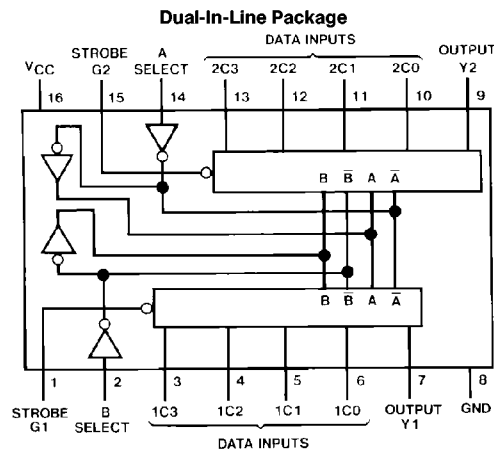 Dual-In-Line Package
DATA INPUTS
STROBE G2
A SELECT
OUTPUT Y2
VCC
2C3 2C2 2C1 2C0
16 15 14 13 12 11 10 9
B B̅ A A̅
B B̅ A A̅
1 2 3 4 5 6 7 8
STROBE G1
B SELECT
1C3 1C2 1C1 1C0
OUTPUT Y1
GND
DATA INPUTS